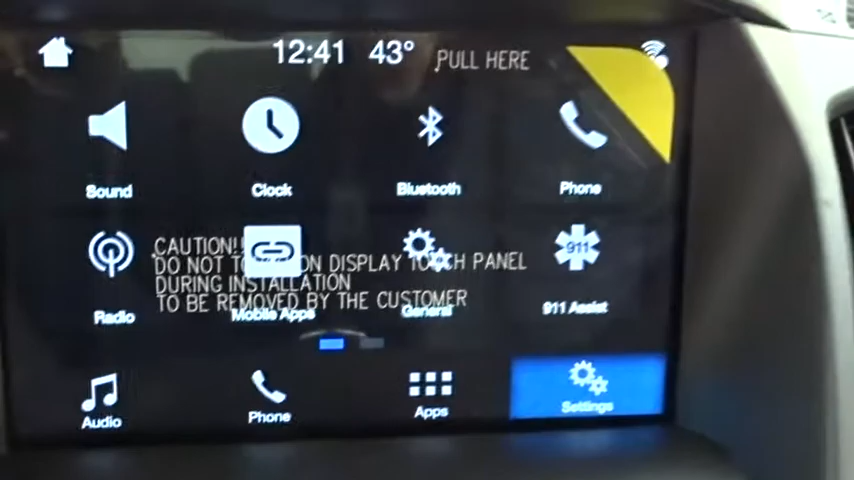 12:41 43°
PULL HERE
Sound Clock Bluetooth Phone
911
CAUTION!!
DO NOT ON DISPLAY TOUCH PANEL
DURING INSTALLATION
TO BE REMOVED BY THE CUSTOMER
Radio Mobile Apps General 911 Assist
Audio Phone Apps Settings